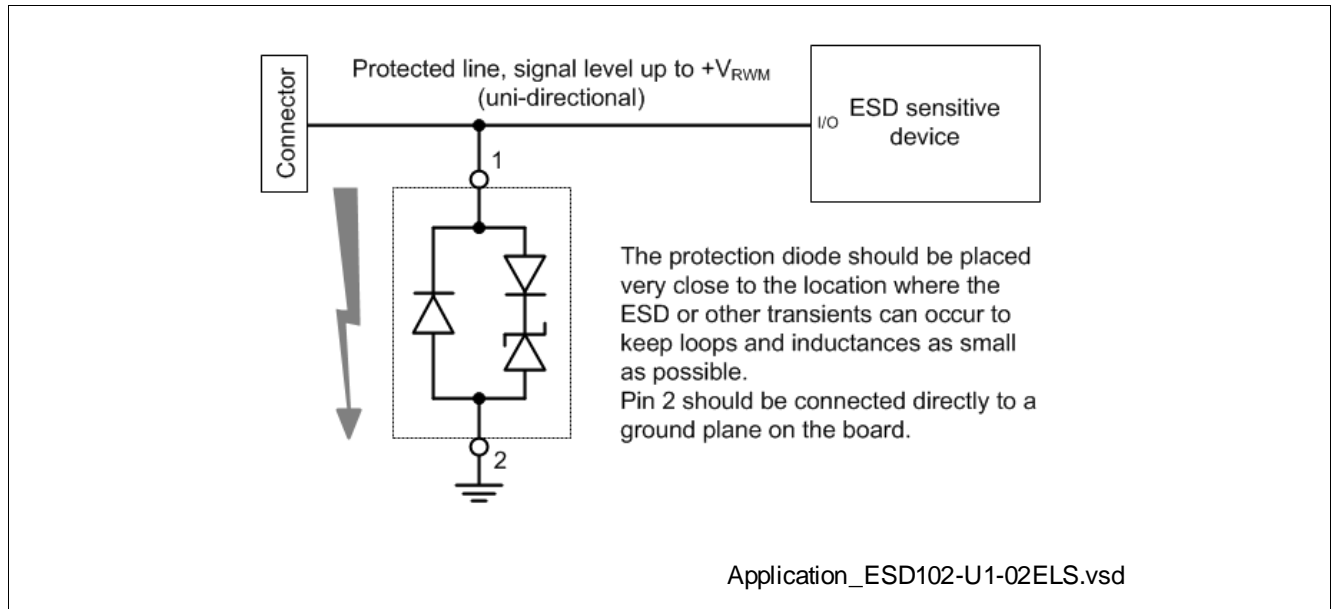 Connector
Protected line, signal level up to +VRWM
(uni-directional)
I/O
ESD sensitive
device
1
The protection diode should be placed
very close to the location where the
ESD or other transients can occur to
keep loops and inductances as small
as possible.
Pin 2 should be connected directly to a
ground plane on the board.
2
Application_ESD102-U1-02ELS.vsd